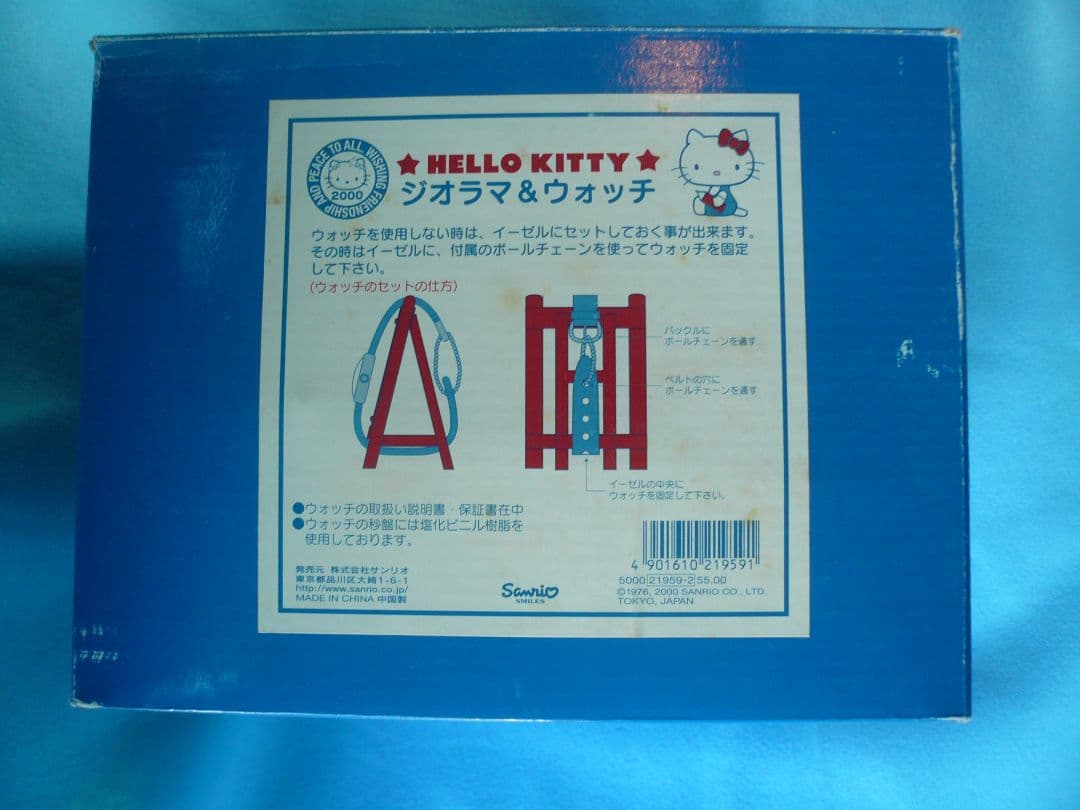 WISHING FRIENDSHIP AND PEACE TO ALL
2000
★HELLO KITTY★
ジオラマ&ウォッチ
ウォッチを使用しない時は、イーゼルにセットしておく事が出来ます。
その時はイーゼルに、付属のボールチェーンを使ってウォッチを固定
して下さい。
(ウォッチのセットの仕方)
バックルに
ボールチェーンを通す
ベルトの穴に
ボールチェーンを通す
イーゼルの中央に
ウォッチを固定して下さい。
●ウォッチの取扱い説明書・保証書在中
●ウォッチの秒盤には塩化ビニル樹脂を
使用しております。
発売元 株式会社サンリオ
東京都品川区大崎1-6-1
http://www.sanrio.co.jp/
MADE IN CHINA 中国製
Sanrio
SMILES
4 901610 219591
5000 21959-2 55.00
©1976, 2000 SANRIO CO., LTD.
TOKYO, JAPAN